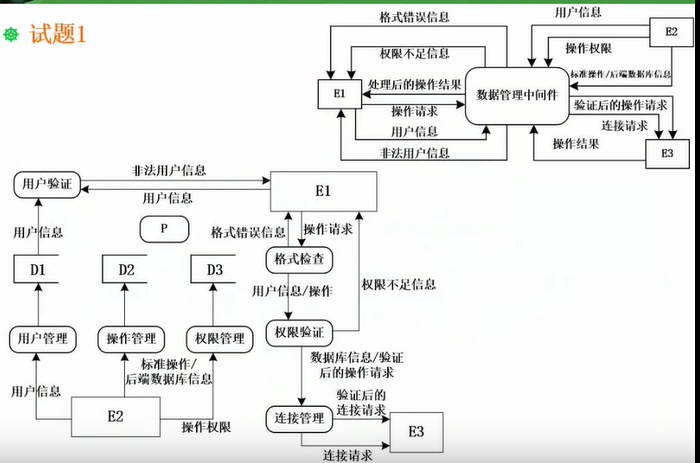 试题1
格式错误信息
权限不足信息
处理后的操作结果
操作请求
用户信息
非法用户信息
E1
数据管理中间件
用户信息
操作权限
标准操作/后端数据库信息
验证后的操作请求
连接请求
操作结果
E2
E3
用户验证
非法用户信息
用户信息
E1
用户信息
P
格式错误信息
操作请求
D1
D2
D3
格式检查
用户信息/操作
权限不足信息
用户管理
操作管理
权限管理
权限验证
标准操作/
后端数据库信息
数据库信息/验证
后的操作请求
用户信息
E2
操作权限
连接管理
验证后的
连接请求
E3
连接请求